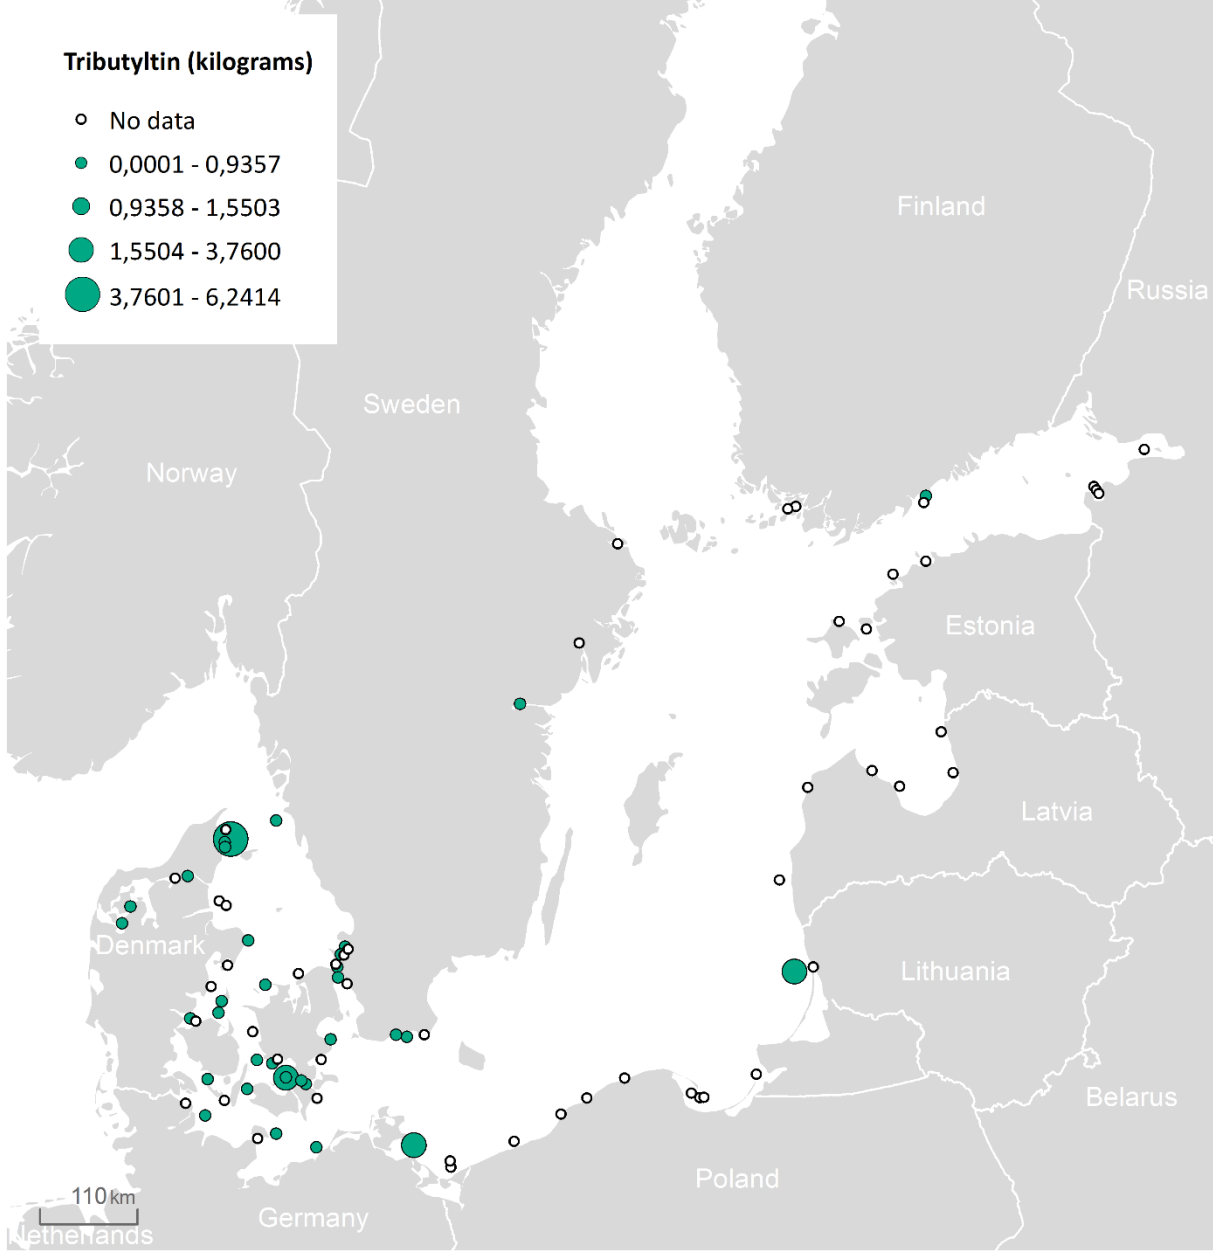 Tributyltin (kilograms)
No data
0,0001 - 0,9357
0,9358 - 1,5503
1,5504 - 3,7600
3,7601 - 6,2414
Finland
Russia
Sweden
Norway
Estonia
Latvia
Denmark
Lithuania
Belarus
Poland
110 km
Germany
Netherlands